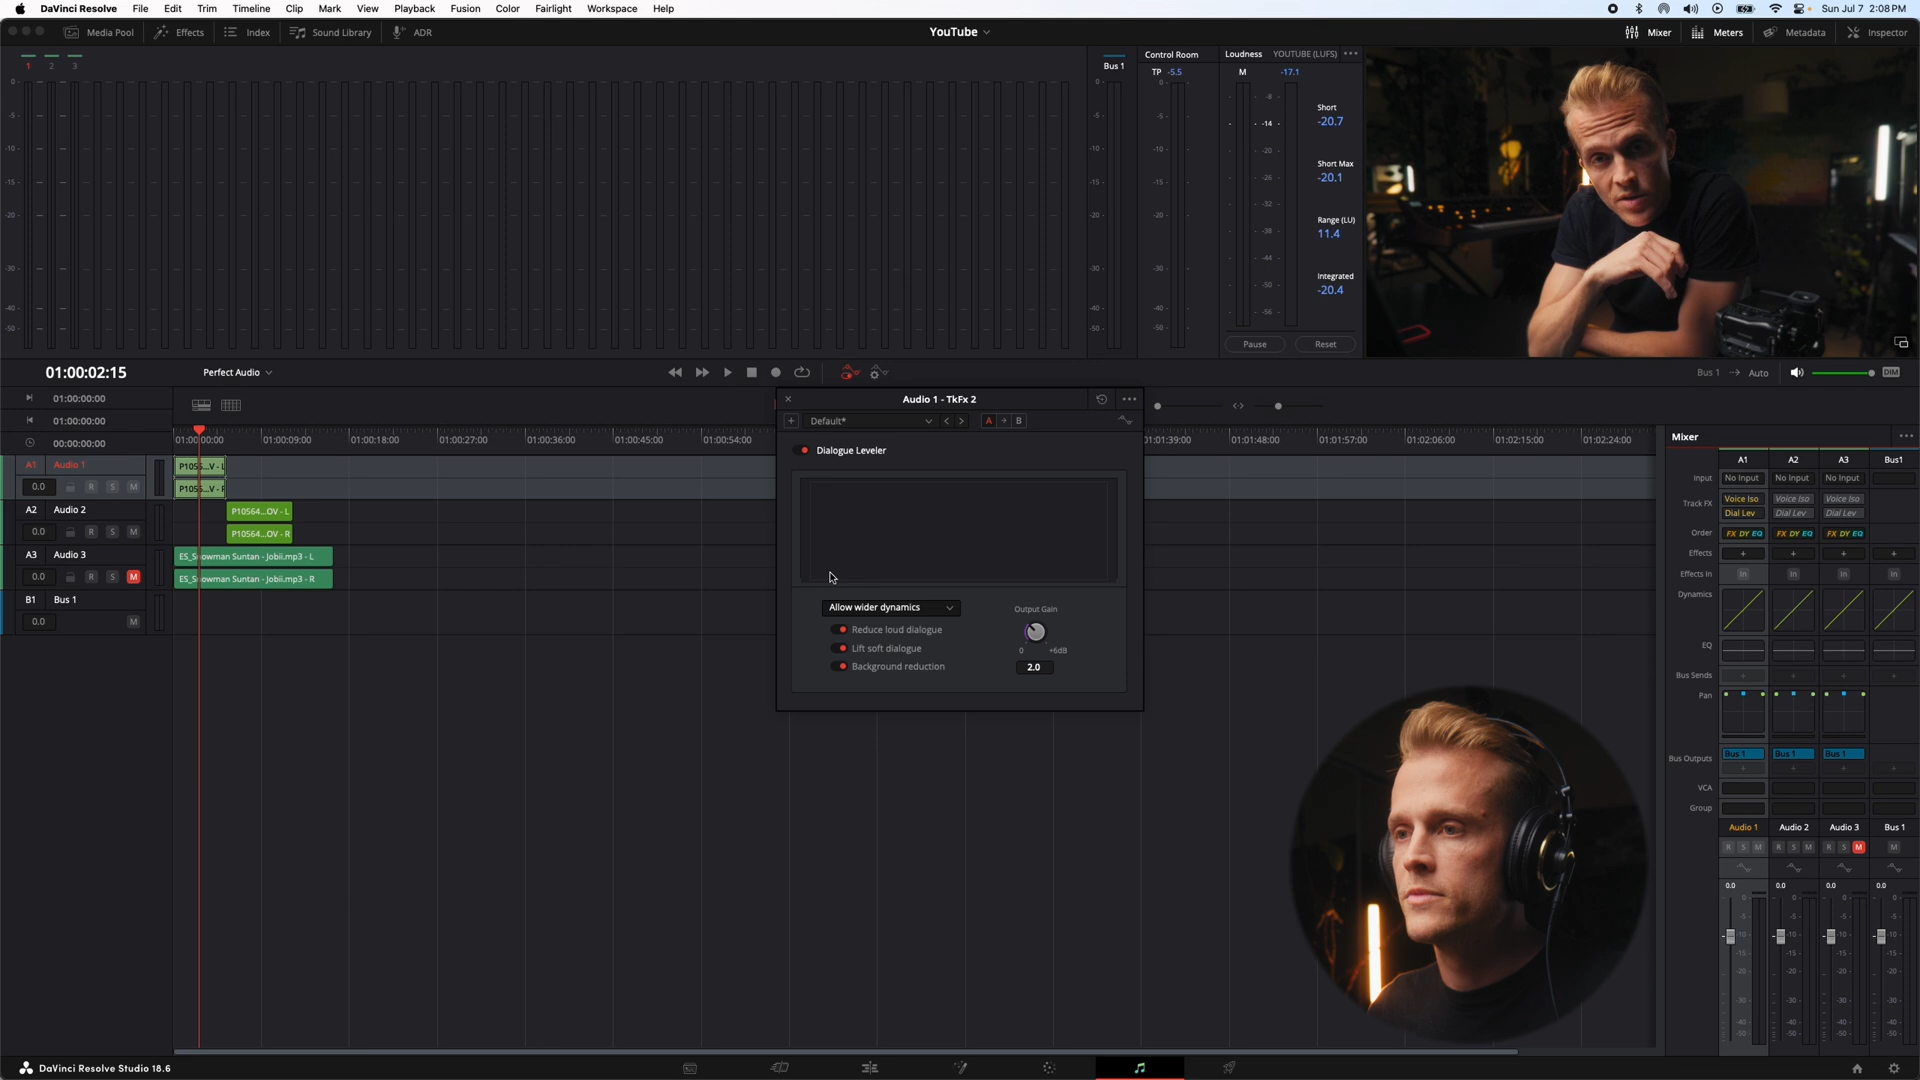 DaVinci Resolve File Edit Trim Timeline Clip Mark View Playback Fusion Color Fairlight Workspace Help Sun Jul 7 2:08 PM
Media Pool Effects Index Sound Library ADR YouTube Mixer Meters Metadata Inspector
1 2 3 Bus 1 Control Room Loudness YOUTUBE (LUFS)
TP -5.5 M -17.1
Short
-20.7
Short Max
-20.1
Range (LU)
11.4
Integrated
-20.4
Pause Reset
01:00:02:15 Perfect Audio Bus 1 Auto DIM
01:00:00:00
01:00:00:00
00:00:00:00
01:00:00:00 01:00:09:00 01:00:18:00 01:00:27:00 01:00:36:00 01:00:45:00 01:00:54:00 01:01:39:00 01:01:48:00 01:01:57:00 01:02:06:00 01:02:15:00 01:02:24:00
A1 Audio 1
0.0 R S M
A2 Audio 2 P10564...OV - L
0.0 R S M P10564...OV - R
A3 Audio 3 ES_Snowman Suntan - Jobii.mp3 - L
0.0 R S M ES_Snowman Suntan - Jobii.mp3 - R
B1 Bus 1
0.0 M
Audio 1 - TkFx 2
Default* A B
Dialogue Leveler
Allow wider dynamics Output Gain
Reduce loud dialogue
Lift soft dialogue 0 +6dB
Background reduction 2.0
Mixer
A1 A2 A3 Bus1
Input No Input No Input No Input
Track FX Voice Iso Voice Iso Voice Iso
Dial Lev Dial Lev Dial Lev
Order FX DY EQ FX DY EQ FX DY EQ
Effects + + + +
Effects In In In In In
Dynamics
EQ
Bus Sends
Pan
Bus Outputs Bus 1 Bus 1 Bus 1
VCA
Group
Audio 1 Audio 2 Audio 3 Bus 1
R S M R S M R S M M
0.0 0.0 0.0 0.0
DaVinci Resolve Studio 18.6